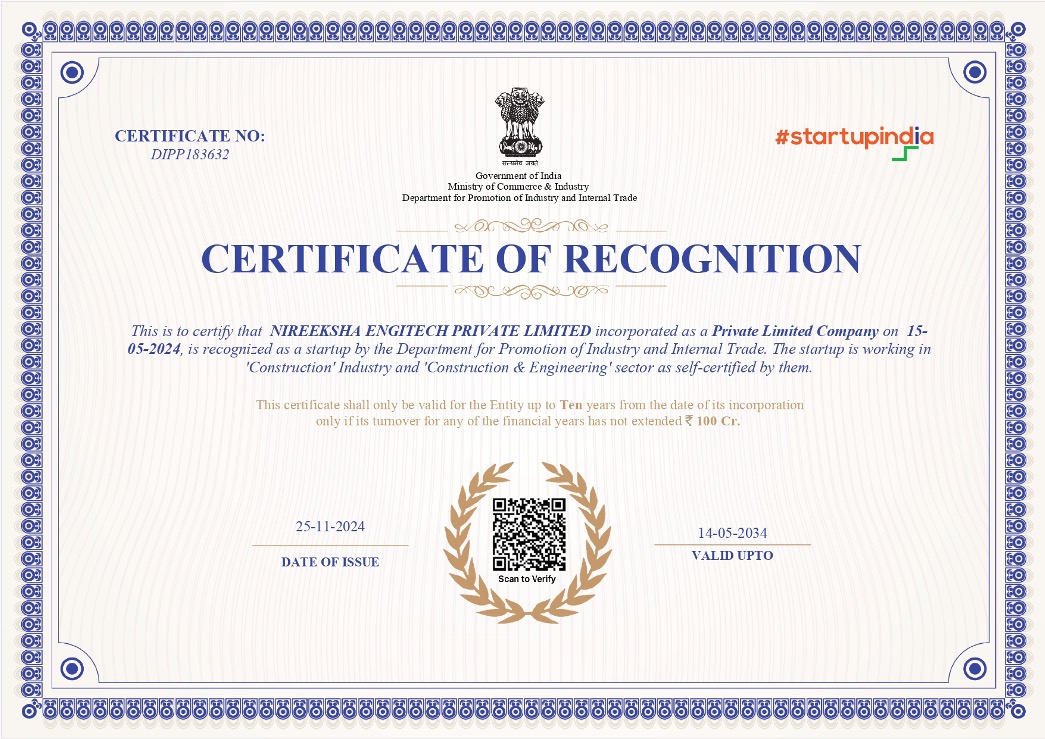 CERTIFICATE NO:
DIPP183632
#startupindia
सत्यमेव जयते
Government of India
Ministry of Commerce & Industry
Department for Promotion of Industry and Internal Trade
CERTIFICATE OF RECOGNITION
This is to certify that NIREEKSHA ENGITECH PRIVATE LIMITED incorporated as a Private Limited Company on 15-
05-2024, is recognized as a startup by the Department for Promotion of Industry and Internal Trade. The startup is working in
'Construction' Industry and 'Construction & Engineering' sector as self-certified by them.
This certificate shall only be valid for the Entity up to Ten years from the date of its incorporation
only if its turnover for any of the financial years has not extended ₹ 100 Cr.
25-11-2024
DATE OF ISSUE
Scan to Verify
14-05-2034
VALID UPTO